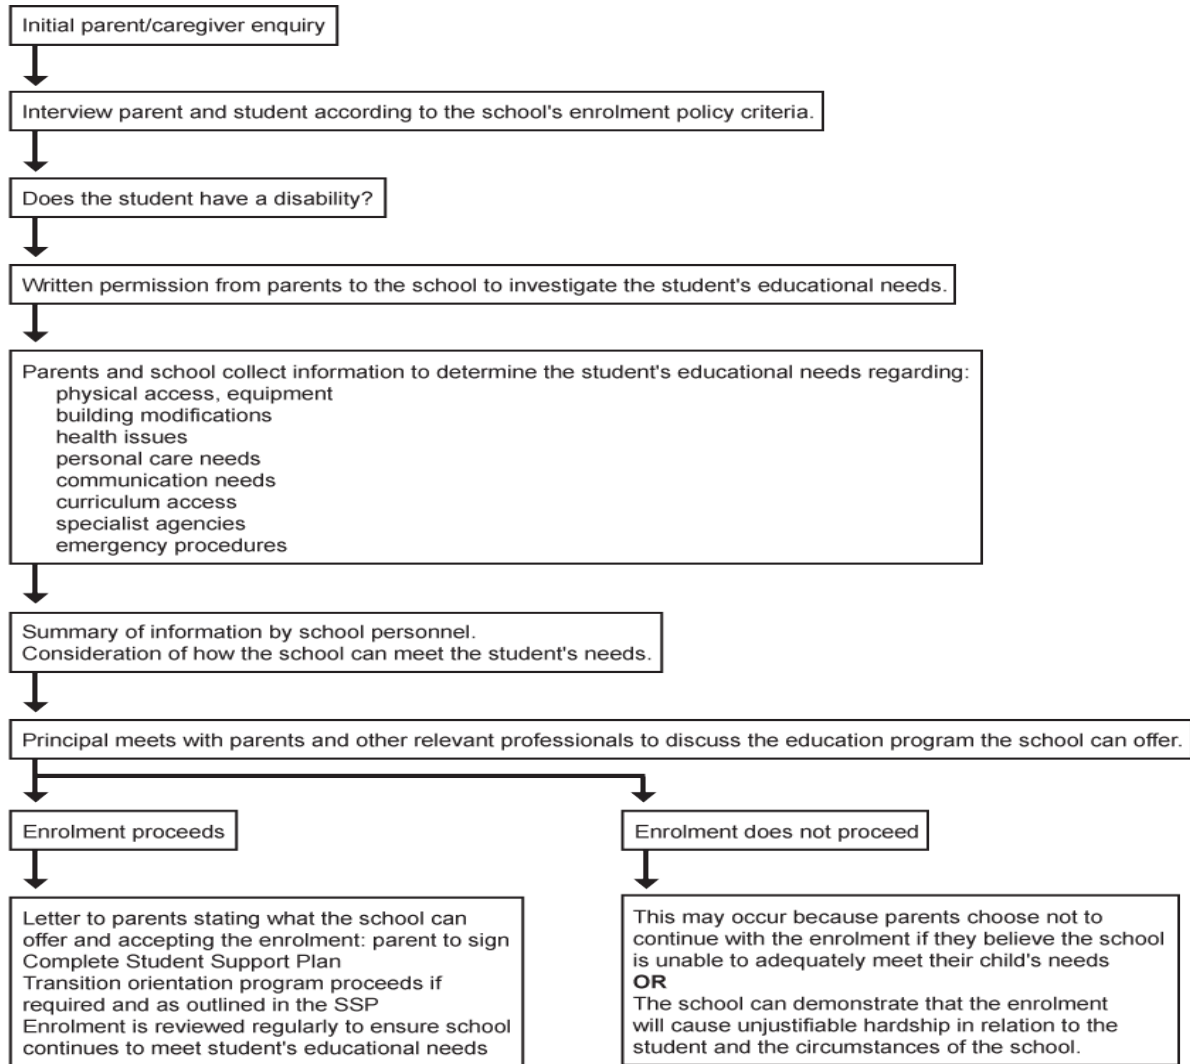 Initial parent/caregiver enquiry
Interview parent and student according to the school's enrolment policy criteria.
Does the student have a disability?
Written permission from parents to the school to investigate the student's educational needs.
Parents and school collect information to determine the student's educational needs regarding:
physical access, equipment
building modifications
health issues
personal care needs
communication needs
curriculum access
specialist agencies
emergency procedures
Summary of information by school personnel.
Consideration of how the school can meet the student's needs.
Principal meets with parents and other relevant professionals to discuss the education program the school can offer.
Enrolment proceeds
Letter to parents stating what the school can
offer and accepting the enrolment: parent to sign
Complete Student Support Plan
Transition orientation program proceeds if
required and as outlined in the SSP
Enrolment is reviewed regularly to ensure school
continues to meet student's educational needs
Enrolment does not proceed
This may occur because parents choose not to
continue with the enrolment if they believe the school
is unable to adequately meet their child's needs
OR
The school can demonstrate that the enrolment
will cause unjustifiable hardship in relation to the
student and the circumstances of the school.